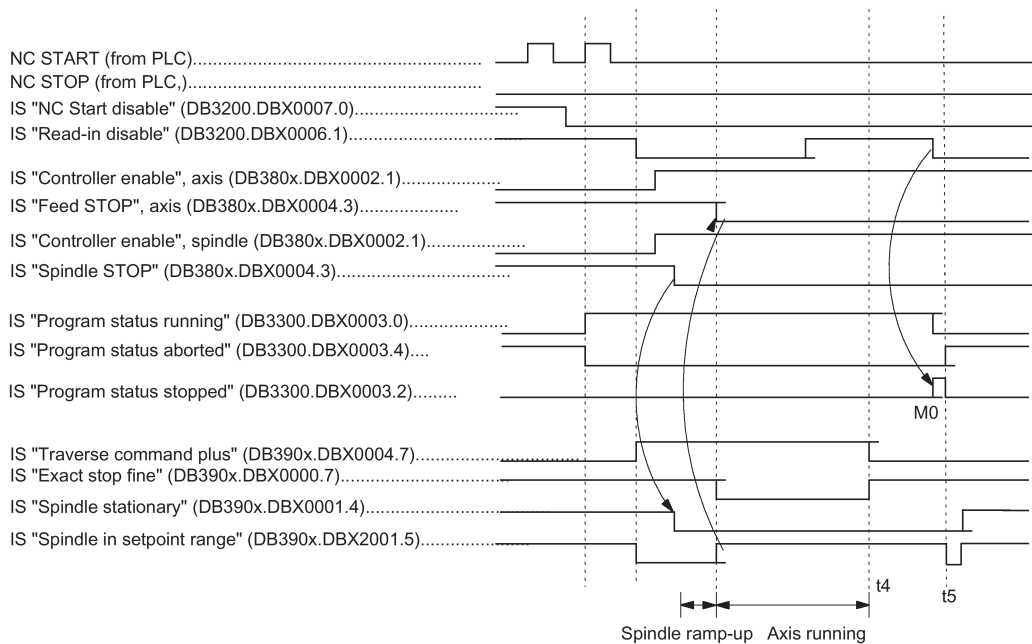 NC START (from PLC)......................................................
NC STOP (from PLC,).......................................................
IS "NC Start disable" (DB3200.DBX0007.0)...............................
IS "Read-in disable" (DB3200.DBX0006.1)................................
IS "Controller enable", axis (DB380x.DBX0002.1)...................
IS "Feed STOP", axis (DB380x.DBX0004.3)...................
IS "Controller enable", spindle (DB380x.DBX0002.1)...................
IS "Spindle STOP" (DB380x.DBX0004.3)................................
IS "Program status running" (DB3300.DBX0003.0)...................
IS "Program status aborted" (DB3300.DBX0003.4)....
IS "Program status stopped" (DB3300.DBX0003.2).........
M0
IS "Traverse command plus" (DB390x.DBX0004.7)................................
IS "Exact stop fine" (DB390x.DBX0000.7)................................
IS "Spindle stationary" (DB390x.DBX0001.4)...............................
IS "Spindle in setpoint range" (DB390x.DBX2001.5).....................
t4
t5
Spindle ramp-up Axis running